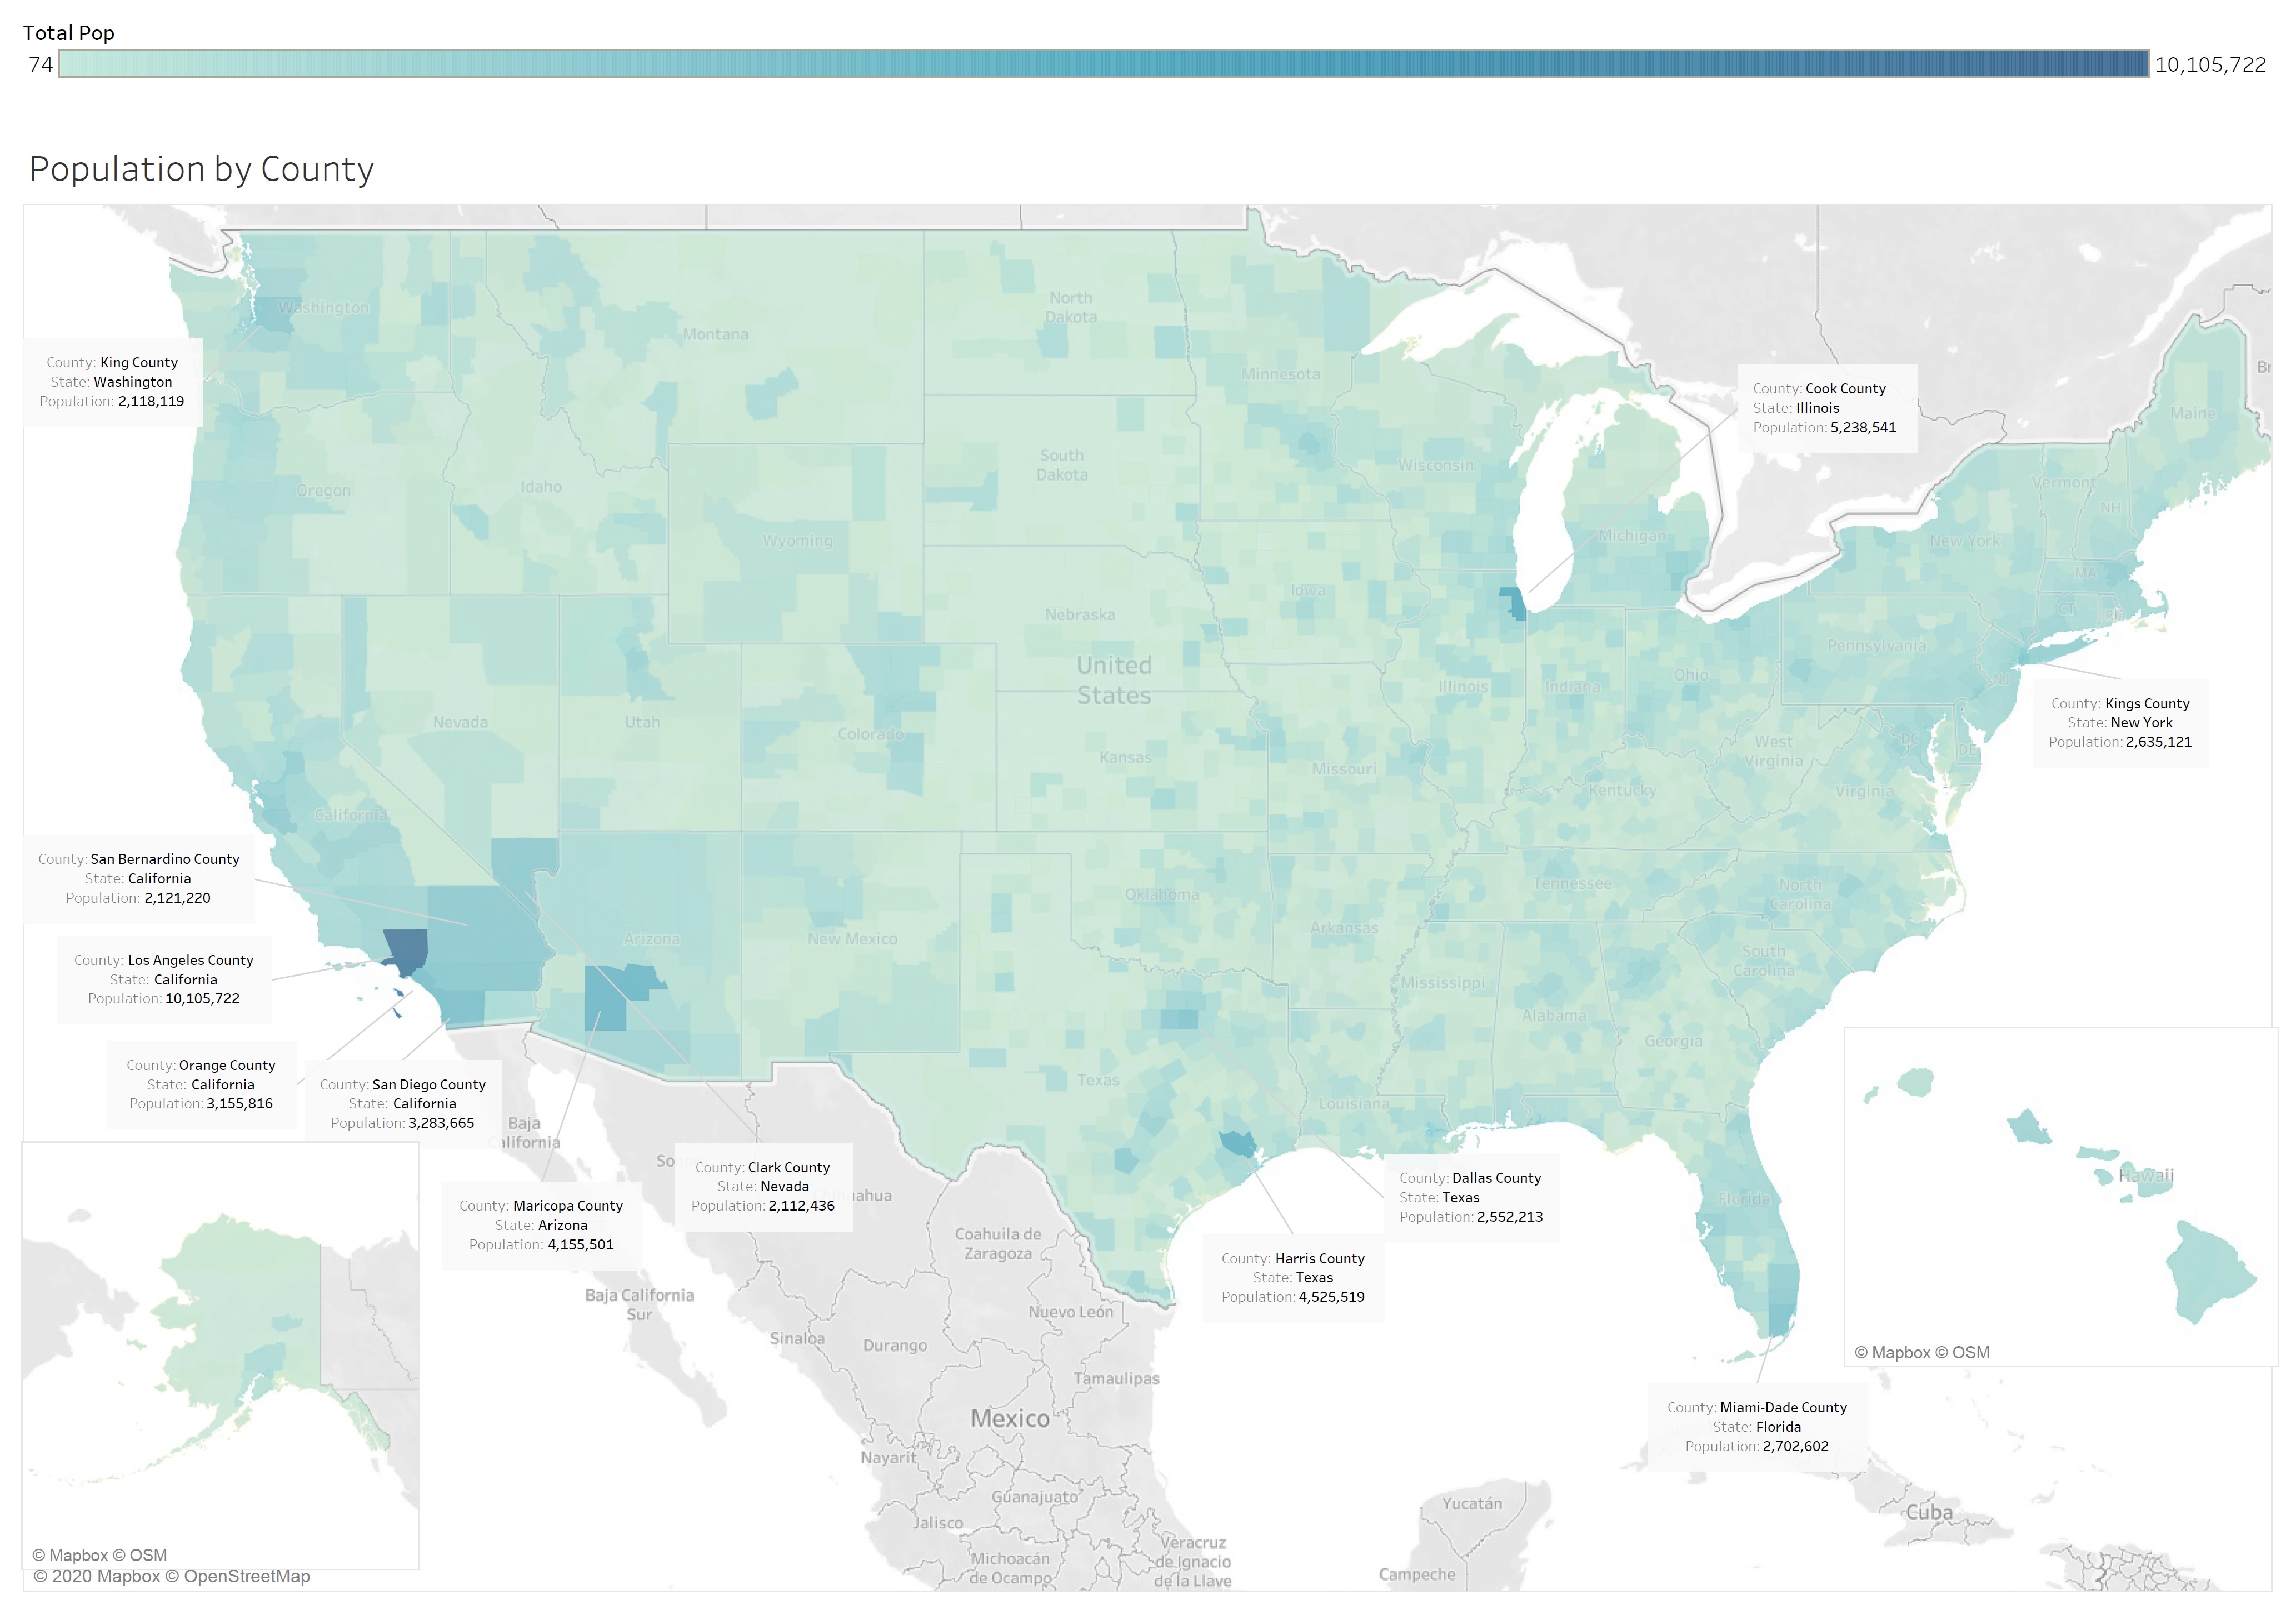 Total Pop
74
10,105,722
Population by County
Washington
Montana
North
Dakota
Minnesota
Maine
County: King County
State: Washington
Population: 2,118,119
County: Cook County
State: Illinois
Population: 5,238,541
South
Dakota
Wisconsin
Oregon
Idaho
Vermont
NH
Wyoming
Michigan
New York
MA
CT
RI
Iowa
Nebraska
Pennsylvania
United
States
Illinois
Indiana
Ohio
NJ
County: Kings County
State: New York
Population: 2,635,121
Nevada
Utah
Colorado
Kansas
Missouri
West
Virginia
DC
DE
Kentucky
Virginia
California
County: San Bernardino County
State: California
Population: 2,121,220
Oklahoma
Tennessee
North
Carolina
Arizona
New Mexico
Arkansas
South
Carolina
County: Los Angeles County
State: California
Population: 10,105,722
Mississippi
Alabama
Georgia
County: Orange County
State: California
Population: 3,155,816
County: San Diego County
State: California
Population: 3,283,665
Texas
Louisiana
Baja
California
County: Clark County
State: Nevada
Population: 2,112,436
County: Dallas County
State: Texas
Population: 2,552,213
Florida
Hawaii
County: Maricopa County
State: Arizona
Population: 4,155,501
Coahuila de
Zaragoza
County: Harris County
State: Texas
Population: 4,525,519
Baja California
Sur
Nuevo León
Sinaloa
Durango
© Mapbox © OSM
Tamaulipas
Mexico
County: Miami-Dade County
State: Florida
Population: 2,702,602
Nayarit
Guanajuato
Yucatán
Cuba
Jalisco
Veracruz
de Ignacio
de la Llave
Michoacán
de Ocampo
Campeche
© Mapbox © OSM
© 2020 Mapbox © OpenStreetMap